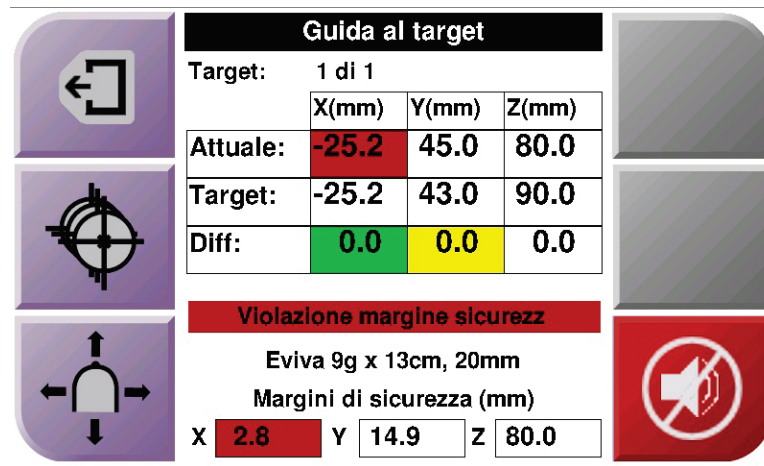 Guida al target
Target: 1 di 1
X(mm) Y(mm) Z(mm)
Attuale: -25.2 45.0 80.0
Target: -25.2 43.0 90.0
Diff: 0.0 0.0 0.0
Violazione margine sicurezz
Eviva 9g x 13cm, 20mm
Margini di sicurezza (mm)
X 2.8 Y 14.9 Z 80.0